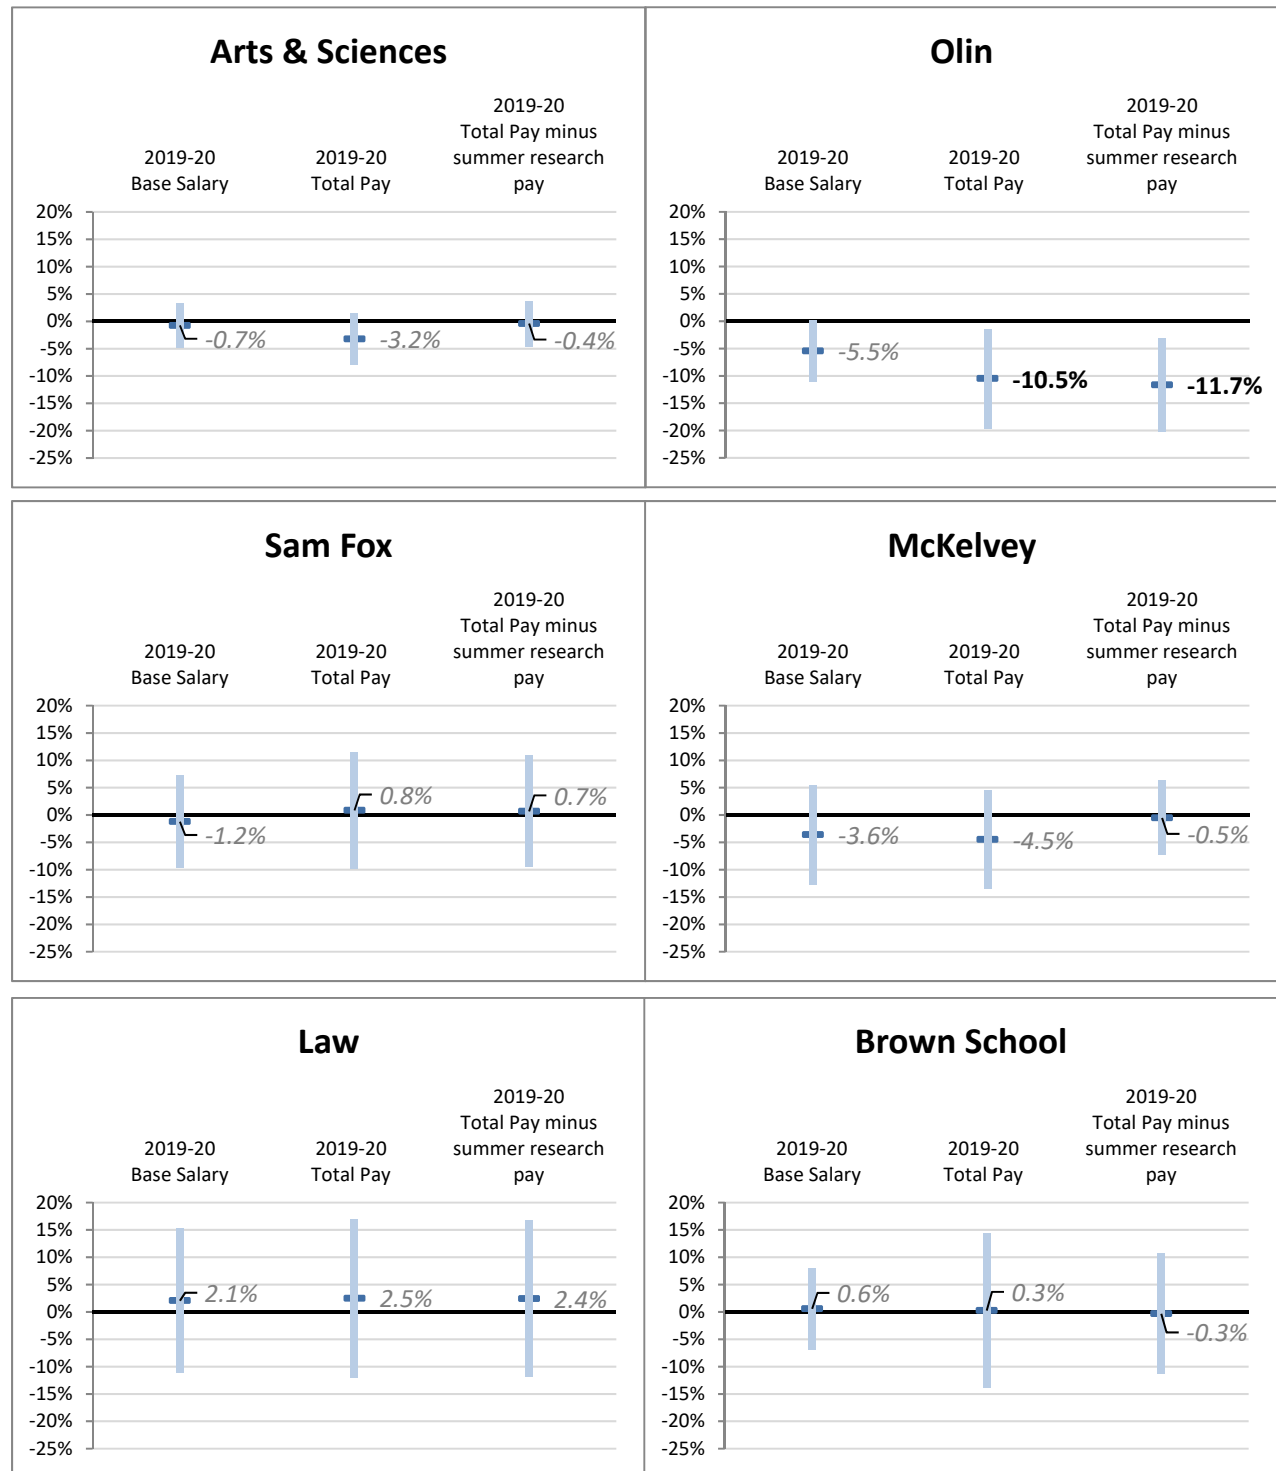 Arts & Sciences
2019-20
Base Salary
2019-20
Total Pay
2019-20
Total Pay minus
summer research
pay
20%
15%
10%
5%
0%
-5%
-10%
-15%
-20%
-25%
-0.7%
-3.2%
-0.4%
Olin
2019-20
Base Salary
2019-20
Total Pay
2019-20
Total Pay minus
summer research
pay
20%
15%
10%
5%
0%
-5%
-10%
-15%
-20%
-25%
-5.5%
-10.5%
-11.7%
Sam Fox
2019-20
Base Salary
2019-20
Total Pay
2019-20
Total Pay minus
summer research
pay
20%
15%
10%
5%
0%
-5%
-10%
-15%
-20%
-25%
-1.2%
0.8%
0.7%
McKelvey
2019-20
Base Salary
2019-20
Total Pay
2019-20
Total Pay minus
summer research
pay
20%
15%
10%
5%
0%
-5%
-10%
-15%
-20%
-25%
-3.6%
-4.5%
-0.5%
Law
2019-20
Base Salary
2019-20
Total Pay
2019-20
Total Pay minus
summer research
pay
20%
15%
10%
5%
0%
-5%
-10%
-15%
-20%
-25%
2.1%
2.5%
2.4%
Brown School
2019-20
Base Salary
2019-20
Total Pay
2019-20
Total Pay minus
summer research
pay
20%
15%
10%
5%
0%
-5%
-10%
-15%
-20%
-25%
0.6%
0.3%
-0.3%